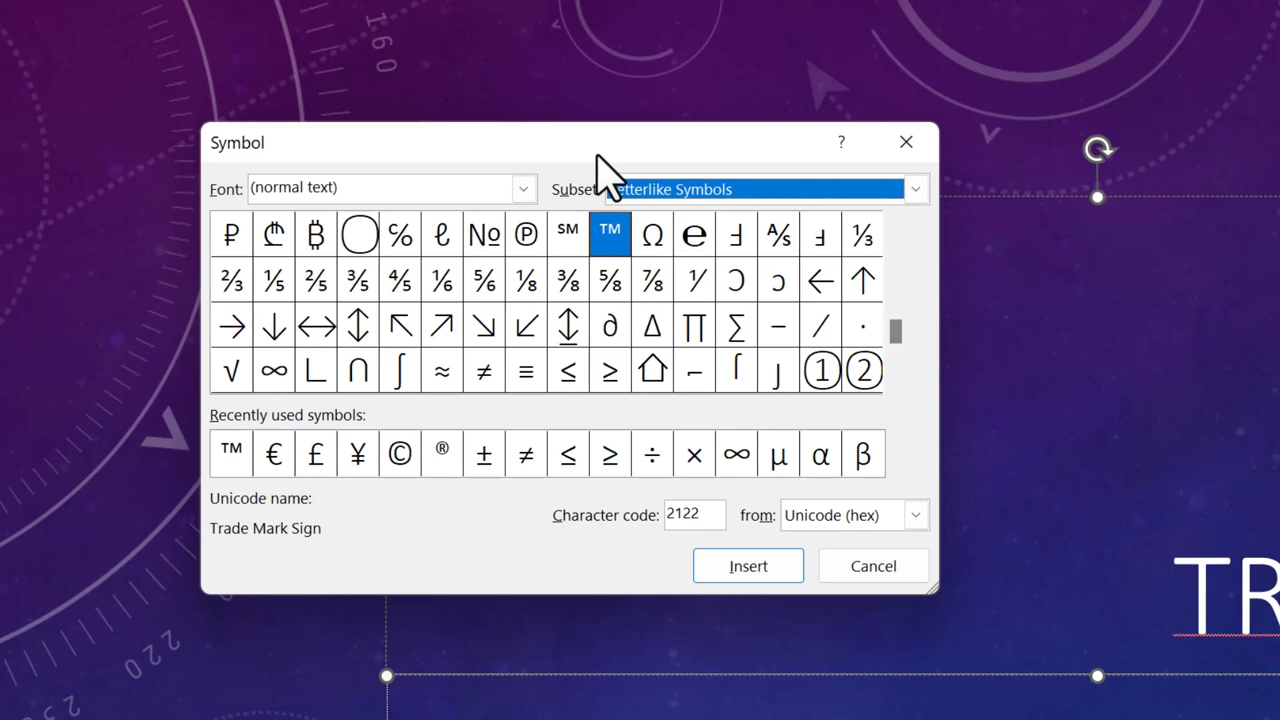 160
Symbol ?
Font: (normal text) Subset etterlike Symbols
₽ ₾ ₿ ⃝ ℅ ℓ № ℗ ℠ ™ Ω ℮ Ⅎ ⅍ ⅎ ⅓
⅔ ⅕ ⅖ ⅗ ⅘ ⅙ ⅚ ⅛ ⅜ ⅝ ⅞ ⅟ Ↄ ↄ ← ↑
→ ↓ ↔ ↕ ↖ ↗ ↘ ↙ ↨ ∂ ∆ ∏ ∑ − ∕ ∙
√ ∞ ∟ ∩ ∫ ≈ ≠ ≡ ≤ ≥ ⌂ ⌐ ⌠ ȷ ① ②
Recently used symbols:
™ € £ ¥ © ® ± ≠ ≤ ≥ ÷ × ∞ µ α β
Unicode name:
Trade Mark Sign
Character code: 2122 from: Unicode (hex)
Insert Cancel
TR
220